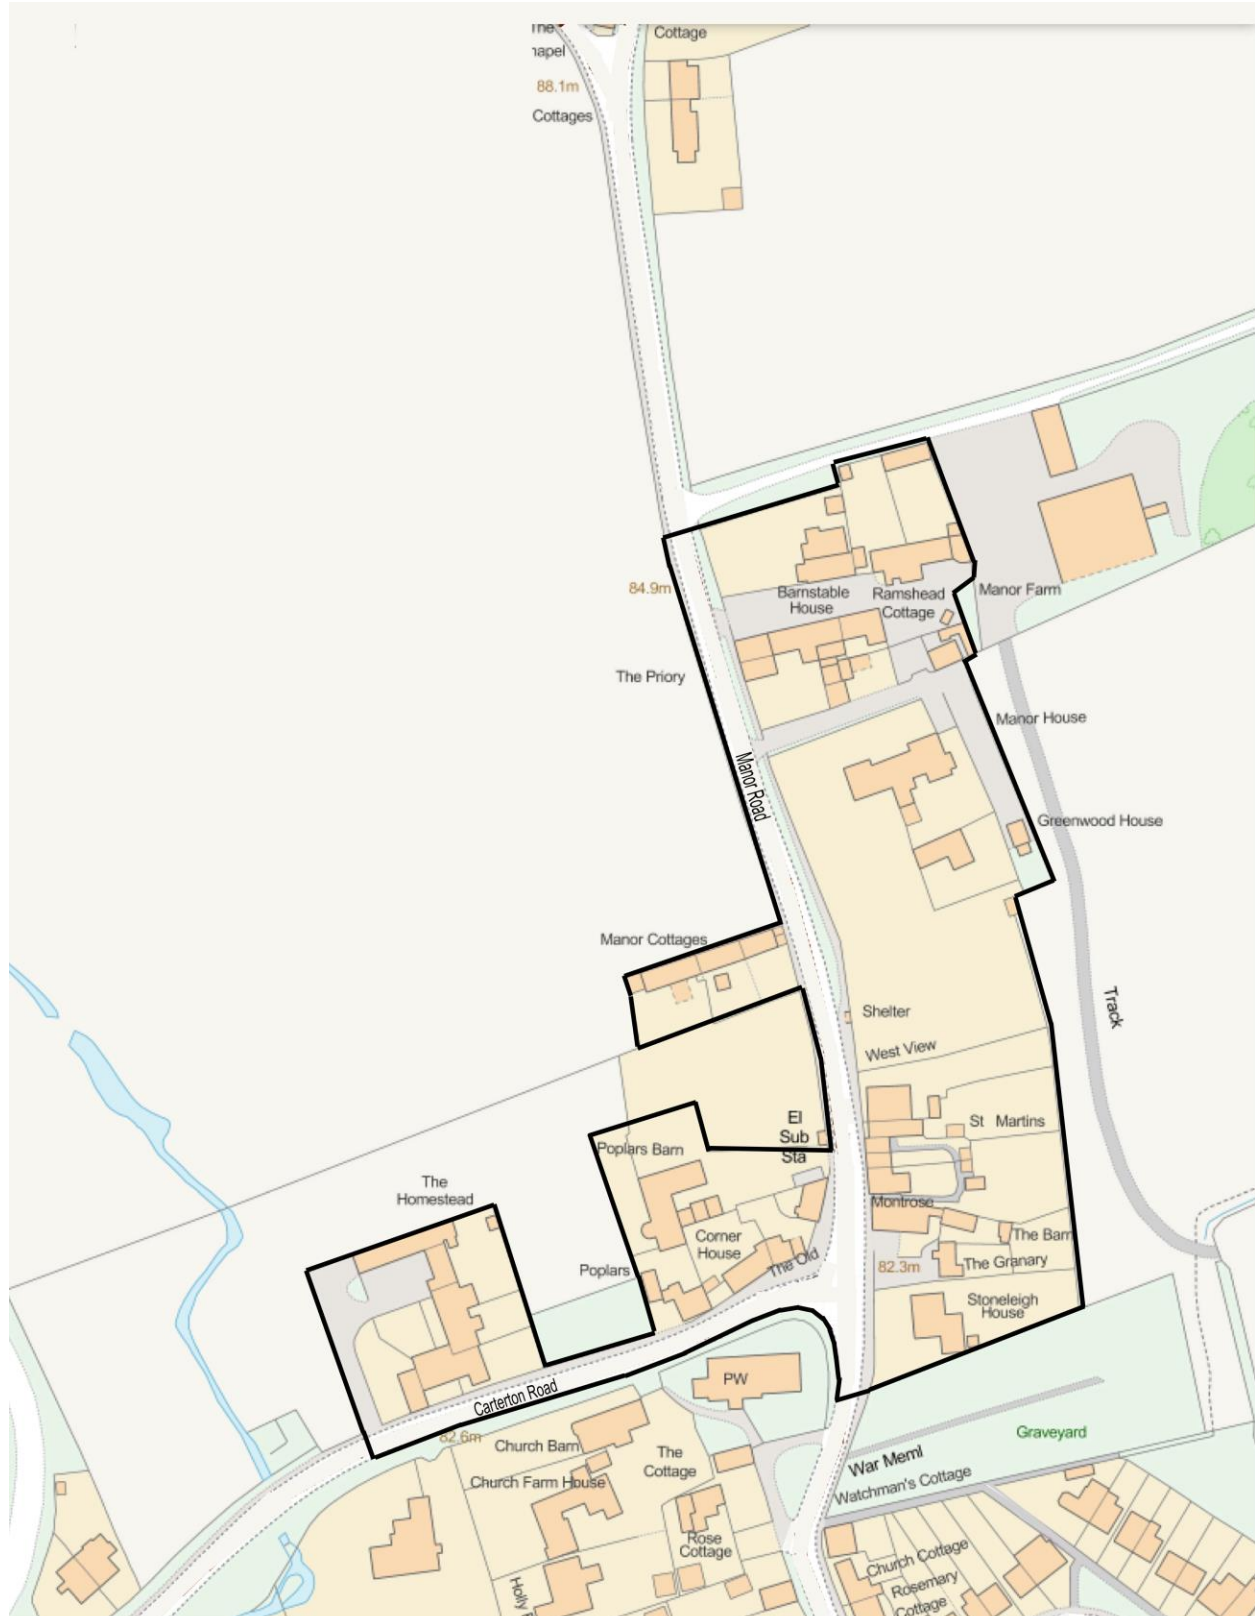 Cottage
88.1m
Cottages
84.9m
Barnstable
House
Ramshead
Cottage
Manor Farm
The Priory
Manor House
Manor Road
Greenwood House
Manor Cottages
Shelter
Track
West View
El
Sub
Sta
St Martins
Poplars Barn
The
Homestead
Montrose
Corner
House
The Barn
The Old
82.3m
The Granary
Poplars
Stoneleigh
House
PW
Carterton Road
82.6m
Church Barn
Graveyard
The
Cottage
War Meml
Church Farm House
Watchman's Cottage
Rose
Cottage
Church Cottage
Rosemary
Cottage
Holly